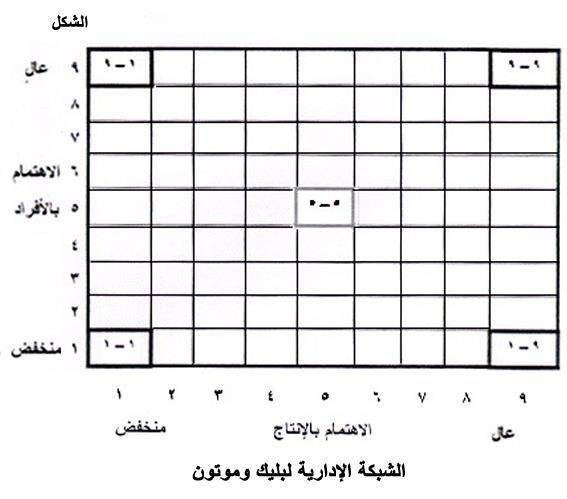 الشكل
عال ٩
١ – ٩
٩ – ٩
٨
٧
الاهتمام ٦
بالأفراد ٥
٥ – ٥
٤
٣
٢
منخفض ١
١ – ١
٩ – ١
١ ٢ ٣ ٤ ٥ ٦ ٧ ٨ ٩
منخفض الاهتمام بالإنتاج عال
الشبكة الإدارية لبليك وموتون